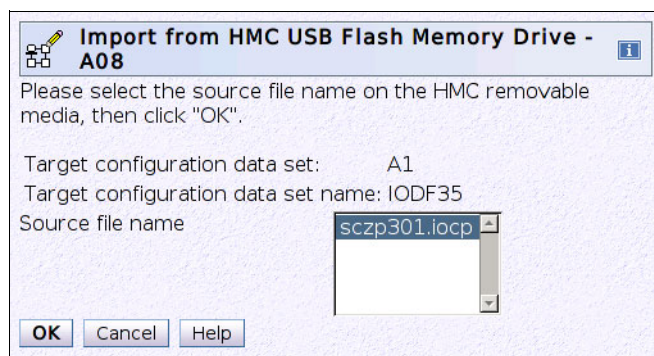 Import from HMC USB Flash Memory Drive -
A08
i
Please select the source file name on the HMC removable
media, then click "OK".
Target configuration data set: A1
Target configuration data set name: IODF35
Source file name
sczp301.iocp
OK Cancel Help